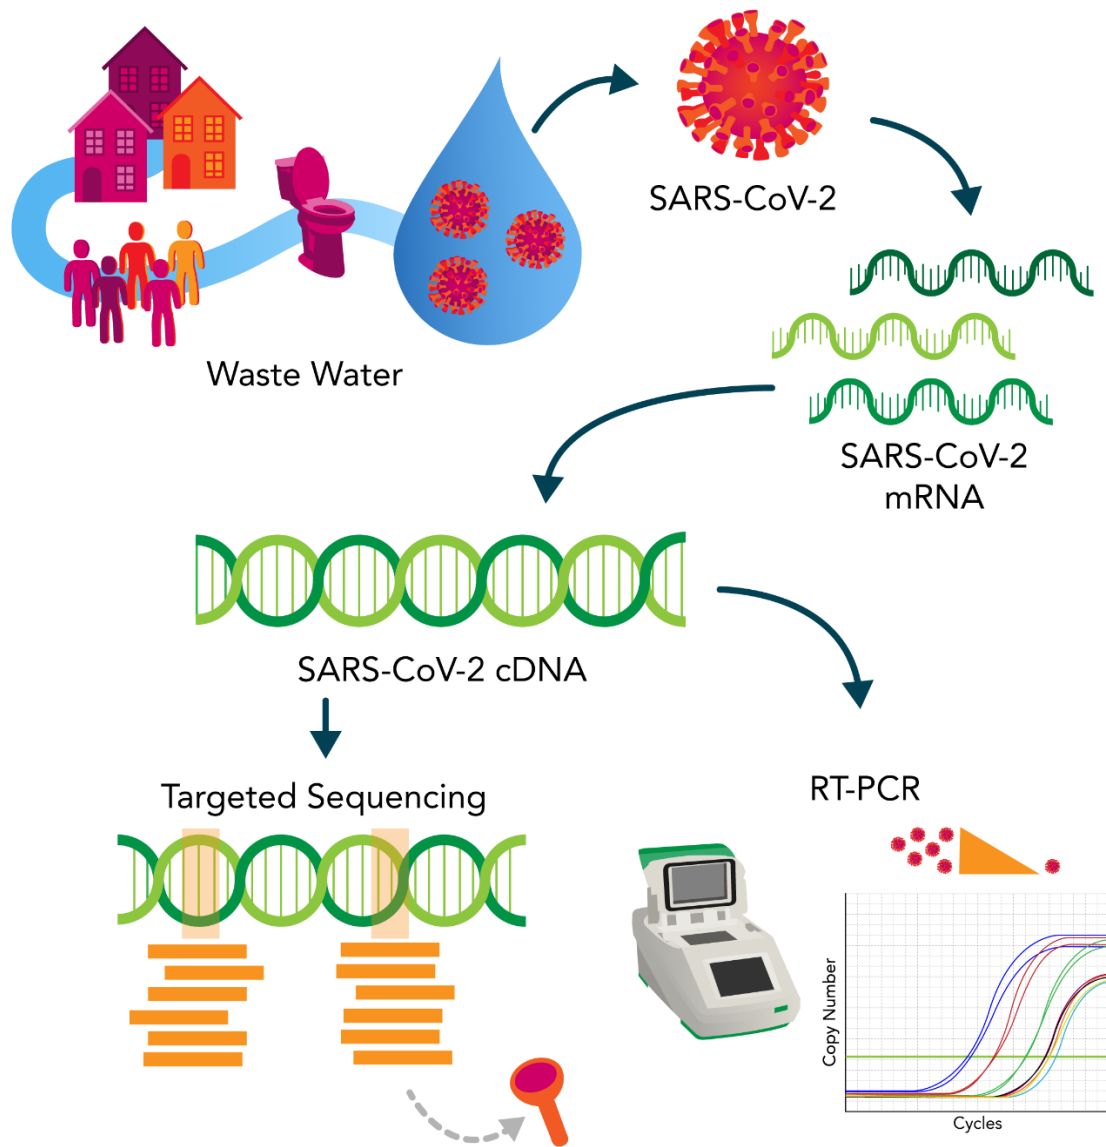 SARS-CoV-2
Waste Water
SARS-CoV-2
mRNA
SARS-CoV-2 cDNA
Targeted Sequencing
RT-PCR
Copy Number
Cycles